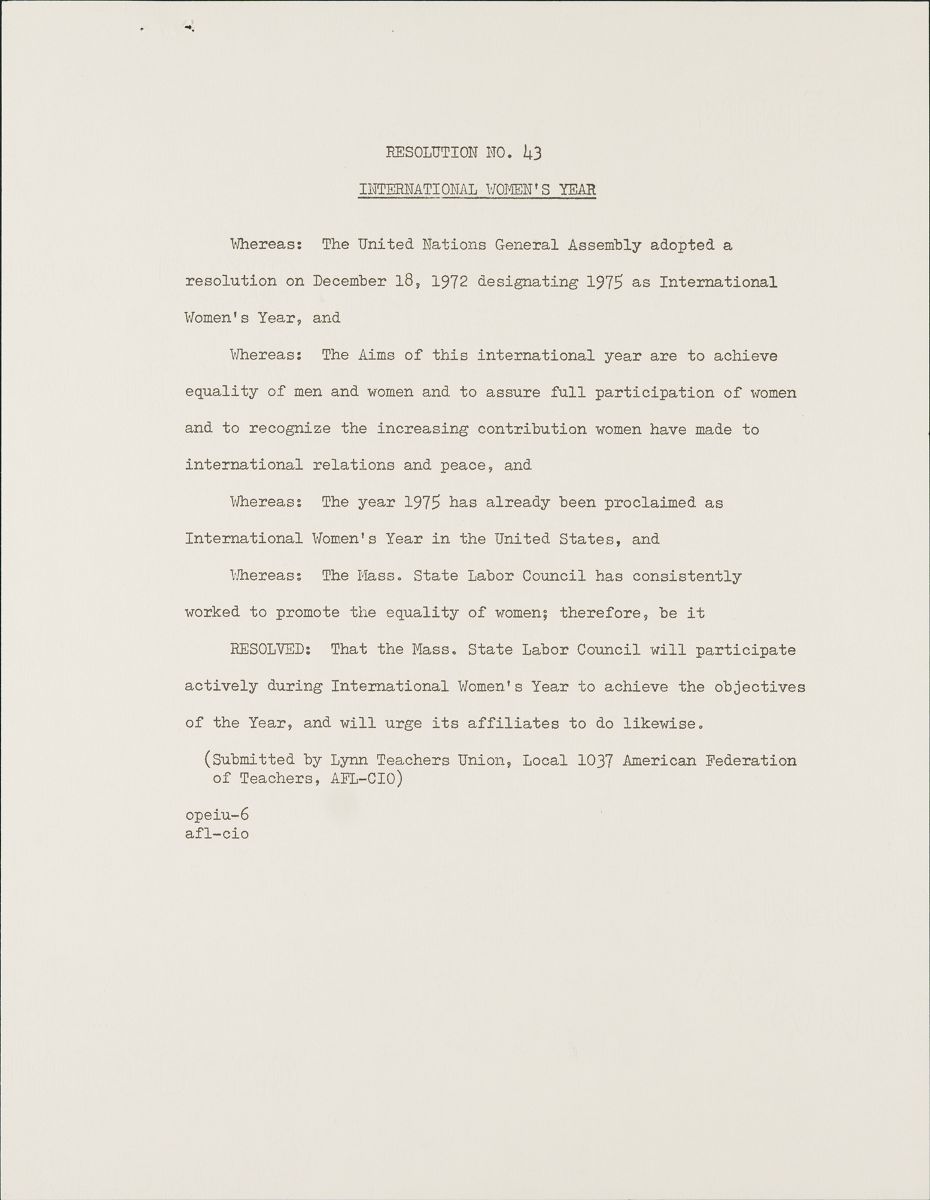 RESOLUTION NO. 43
INTERNATIONAL WOMEN'S YEAR
Whereas: The United Nations General Assembly adopted a
resolution on December 18, 1972 designating 1975 as International
Women's Year, and
Whereas: The Aims of this international year are to achieve
equality of men and women and to assure full participation of women
and to recognize the increasing contribution women have made to
international relations and peace, and
Whereas: The year 1975 has already been proclaimed as
International Women's Year in the United States, and
Whereas: The Mass. State Labor Council has consistently
worked to promote the equality of women; therefore, be it
RESOLVED: That the Mass. State Labor Council will participate
actively during International Women's Year to achieve the objectives
of the Year, and will urge its affiliates to do likewise.
(Submitted by Lynn Teachers Union, Local 1037 American Federation
of Teachers, AFL-CIO)
opeiu-6
afl-cio